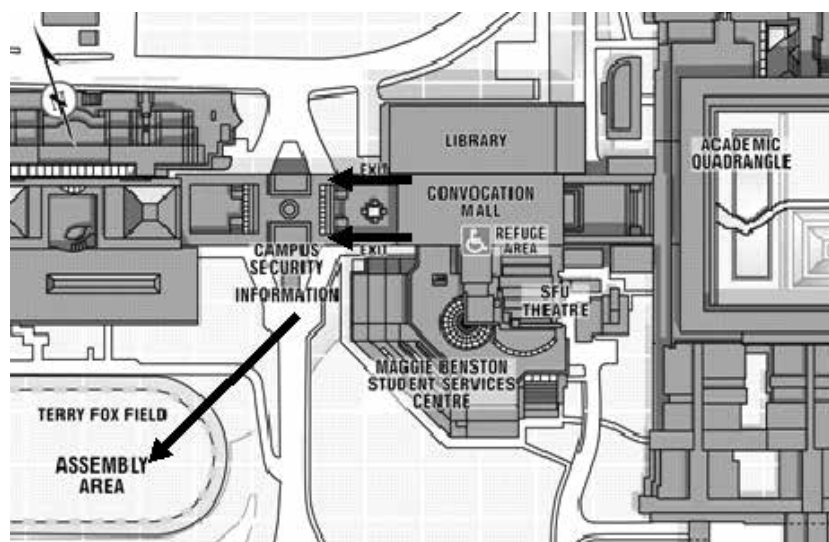 N
LIBRARY
ACADEMIC
QUADRANGLE
EXIT
CONVOCATION
MALL
REFUGE
AREA
EXIT
CAMPUS
SECURITY
INFORMATION
SFU
THEATRE
MAGGIE BENSTON
STUDENT SERVICES
CENTRE
TERRY FOX FIELD
ASSEMBLY
AREA